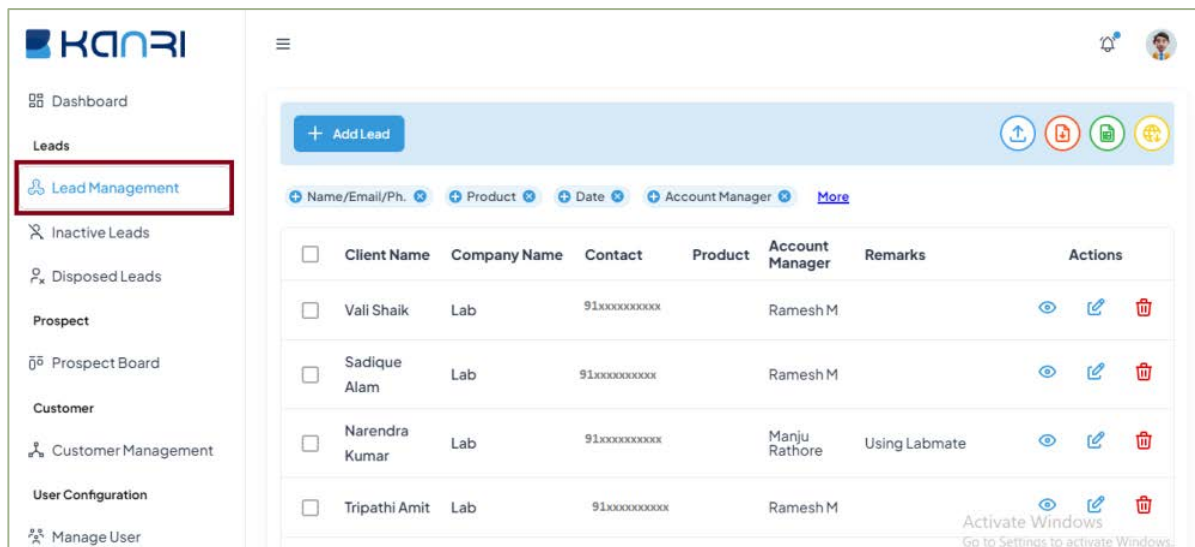 KANRI
Dashboard
Leads
Lead Management
Inactive Leads
Disposed Leads
Prospect
Prospect Board
Customer
Customer Management
User Configuration
Manage User
+ Add Lead
Name/Email/Ph. Product Date Account Manager More
Client Name Company Name Contact Product Account Manager Remarks Actions
Vali Shaik Lab 91xxxxxxxxxx Ramesh M
Sadique Alam Lab 91xxxxxxxxxx Ramesh M
Narendra Kumar Lab 91xxxxxxxxxx Manju Rathore Using Labmate
Tripathi Amit Lab 91xxxxxxxxxx Ramesh M
Activate Windows
Go to Settings to activate Windows.